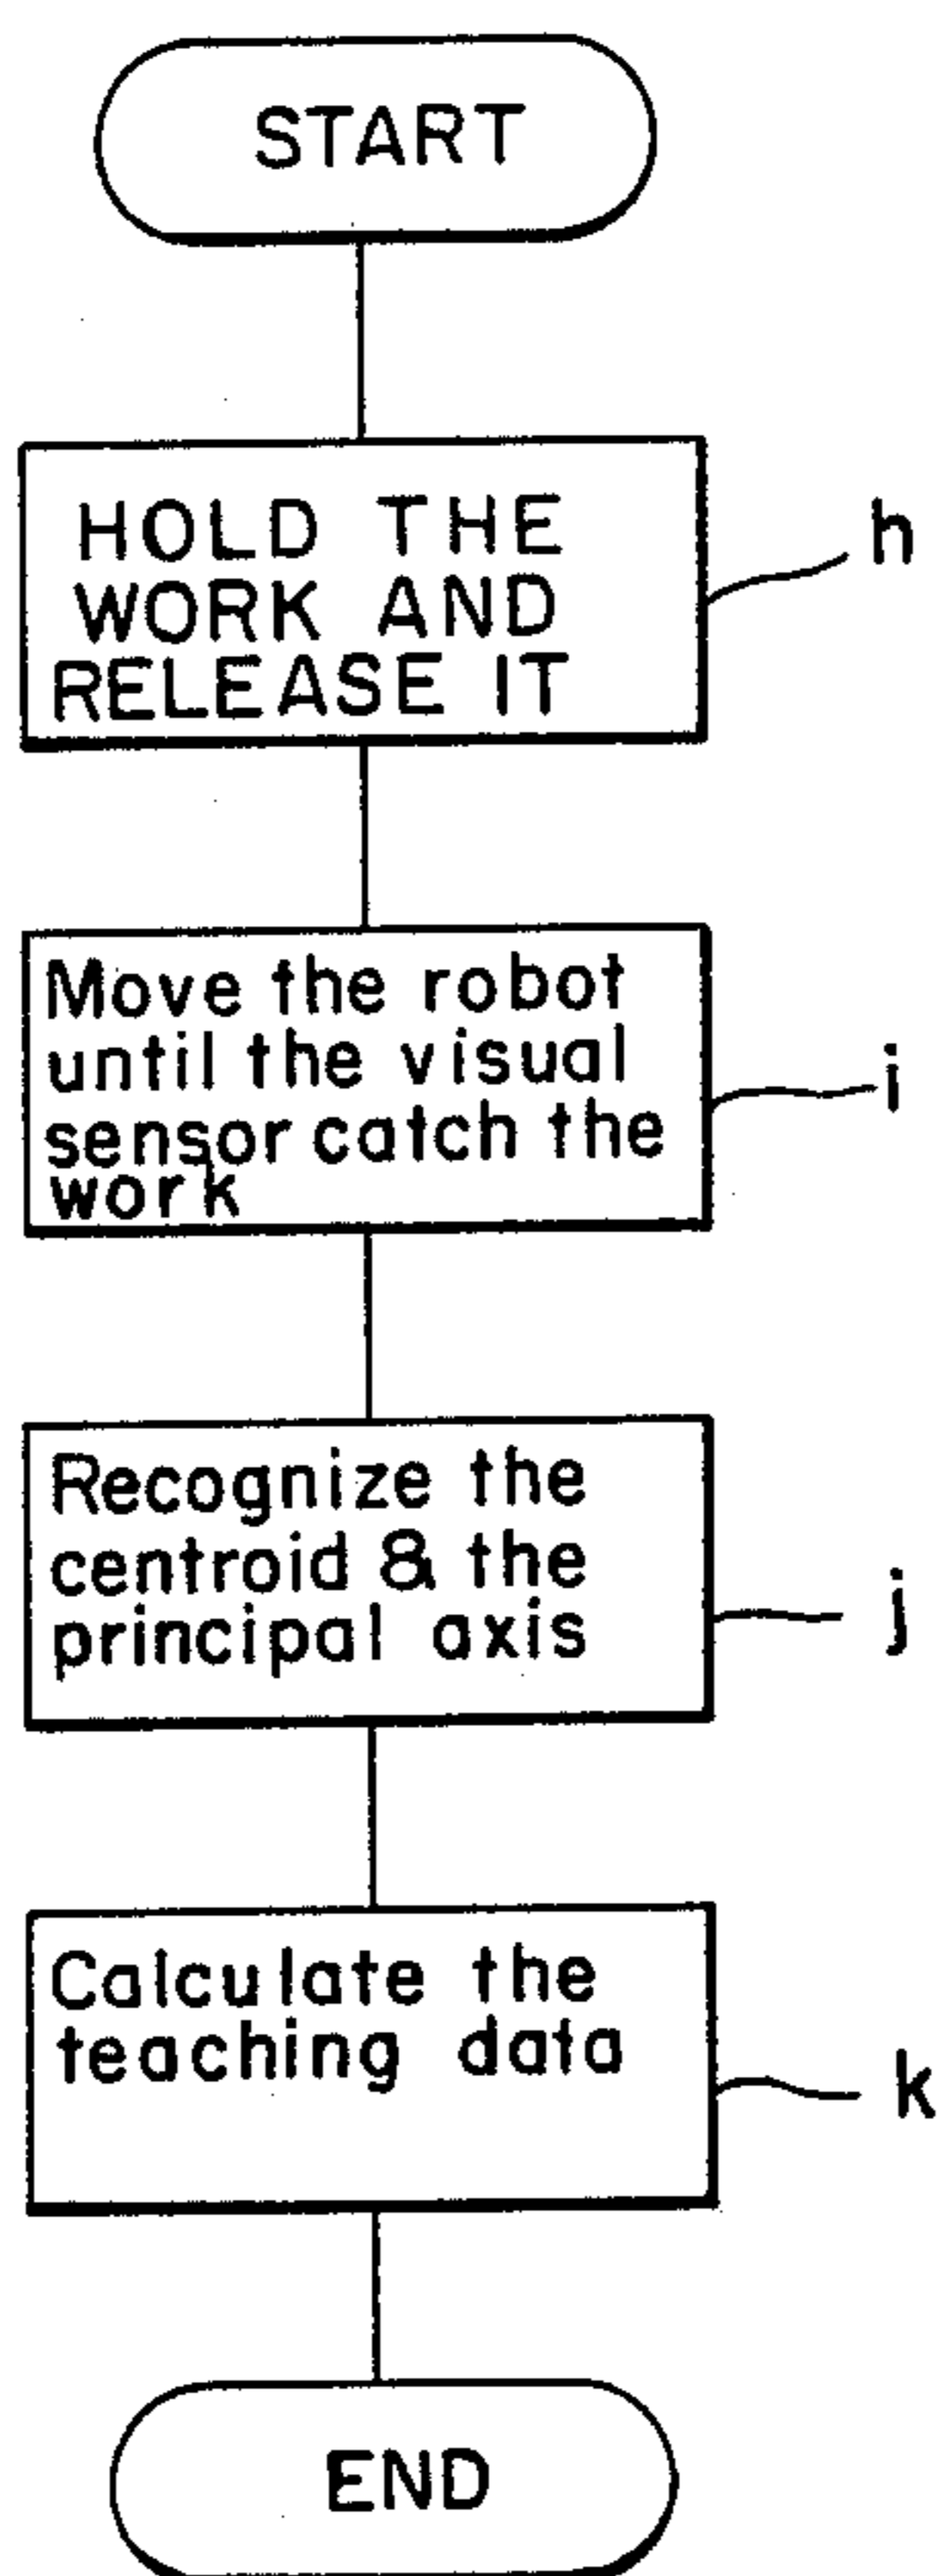 START
HOLD THE
WORK AND
RELEASE IT
h
Move the robot
until the visual
sensor catch the
work
i
Recognize the
centroid & the
principal axis
j
Calculate the
teaching data
k
END